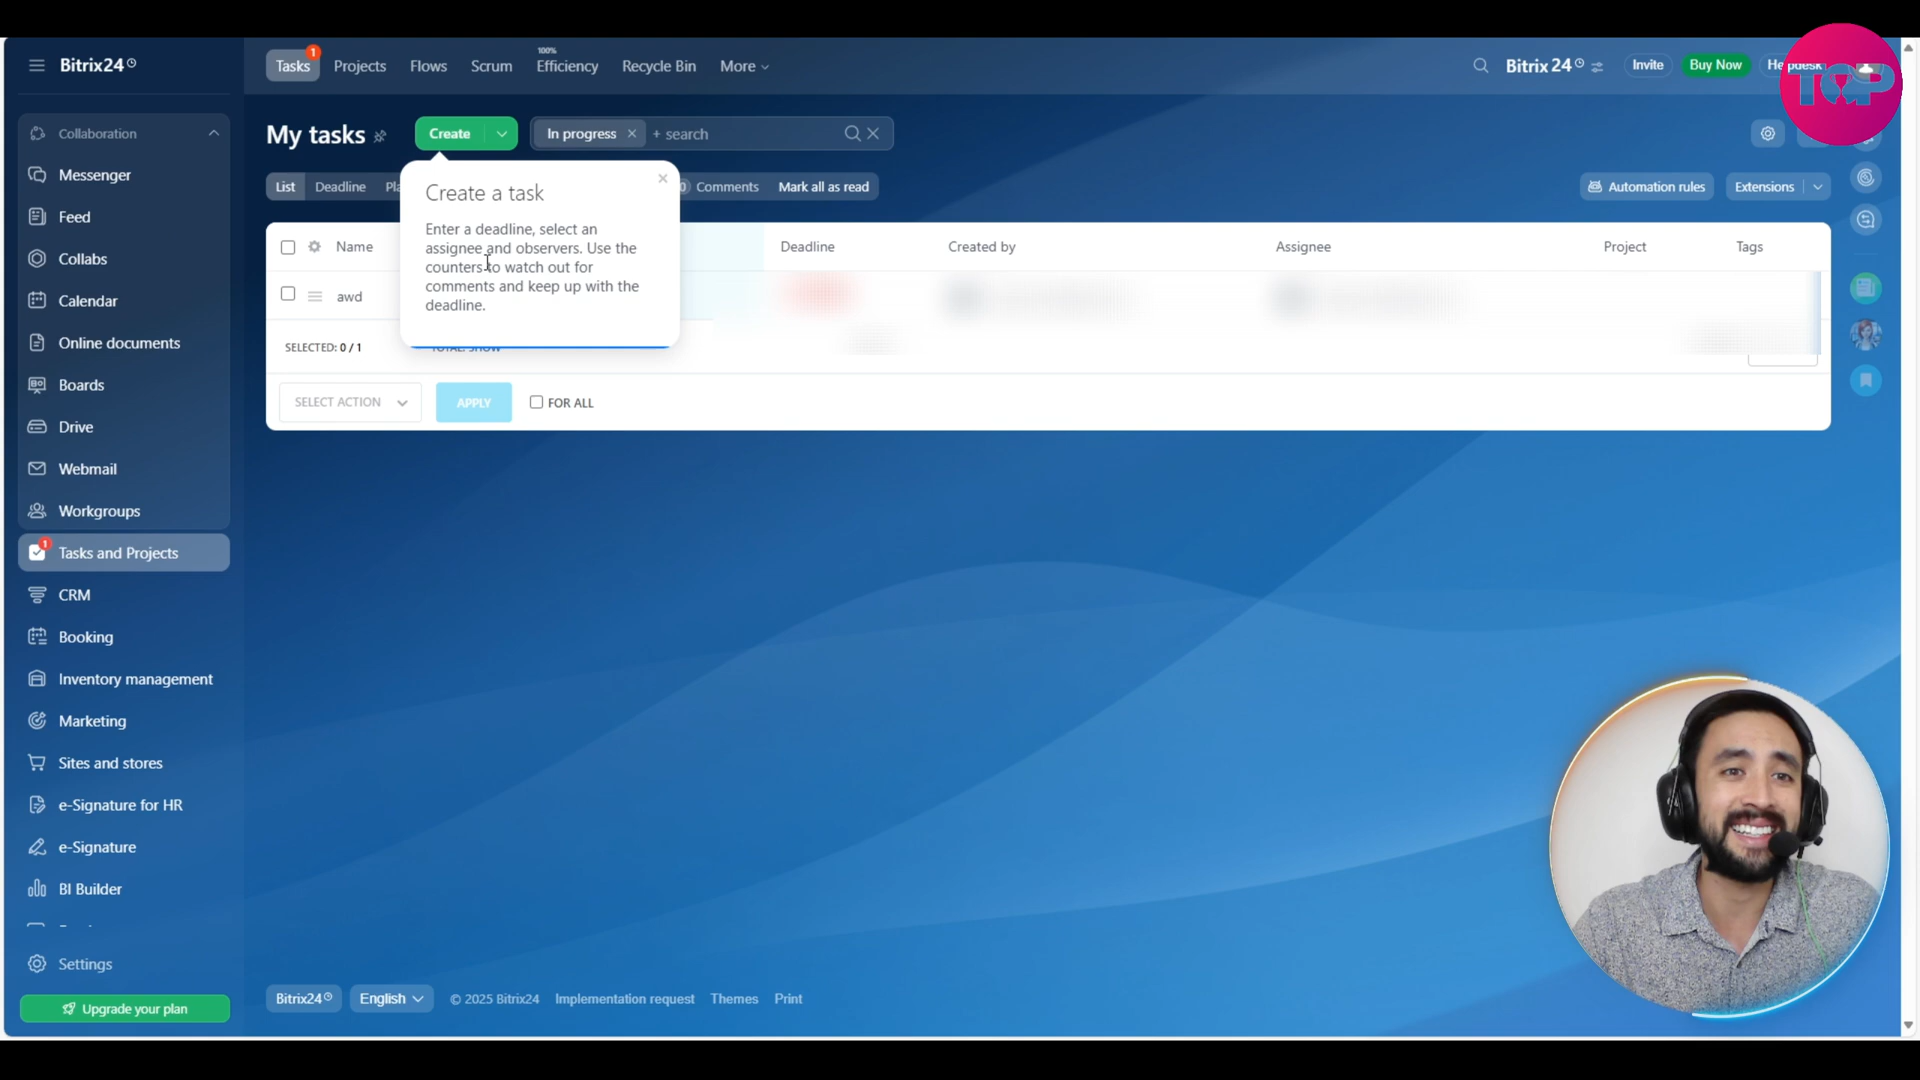 Bitrix24
Tasks
1
Projects
Flows
Scrum
100%
Efficiency
Recycle Bin
More
Bitrix 24
Invite
Buy Now
Helpdesk
TOP
Collaboration
Messenger
Feed
Collabs
Calendar
Online documents
Boards
Drive
Webmail
Workgroups
1
Tasks and Projects
CRM
Booking
Inventory management
Marketing
Sites and stores
e-Signature for HR
e-Signature
BI Builder
Settings
Upgrade your plan
My tasks
Create
In progress
+ search
List
Deadline
Comments
Mark all as read
Automation rules
Extensions
Create a task
Enter a deadline, select an
assignee and observers. Use the
counters to watch out for
comments and keep up with the
deadline.
Name
Deadline
Created by
Assignee
Project
Tags
awd
SELECTED: 0 / 1
TOTAL: SHOW
SELECT ACTION
APPLY
FOR ALL
Bitrix24
English
© 2025 Bitrix24
Implementation request
Themes
Print